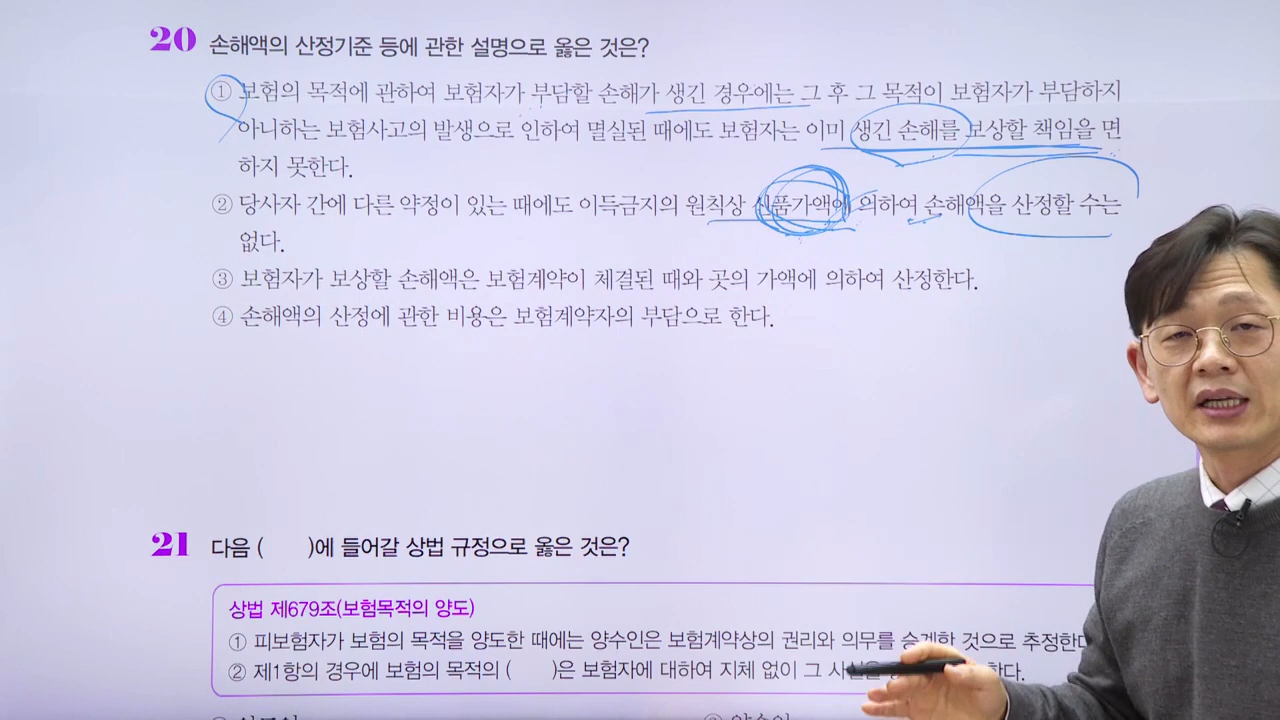 20 손해액의 산정기준 등에 관한 설명으로 옳은 것은?
① 보험의 목적에 관하여 보험자가 부담할 손해가 생긴 경우에는 그 후 그 목적이 보험자가 부담하지
아니하는 보험사고의 발생으로 인하여 멸실된 때에도 보험자는 이미 생긴 손해를 보상할 책임을 면
하지 못한다.
② 당사자 간에 다른 약정이 있는 때에도 이득금지의 원칙상 신품가액에 의하여 손해액을 산정할 수는
없다.
③ 보험자가 보상할 손해액은 보험계약이 체결된 때와 곳의 가액에 의하여 산정한다.
④ 손해액의 산정에 관한 비용은 보험계약자의 부담으로 한다.
21 다음 ( )에 들어갈 상법 규정으로 옳은 것은?
상법 제679조(보험목적의 양도)
① 피보험자가 보험의 목적을 양도한 때에는 양수인은 보험계약상의 권리와 의무를 승계한 것으로 추정한다
② 제1항의 경우에 보험의 목적의 ( )은 보험자에 대하여 지체 없이 그 사실을 한다.